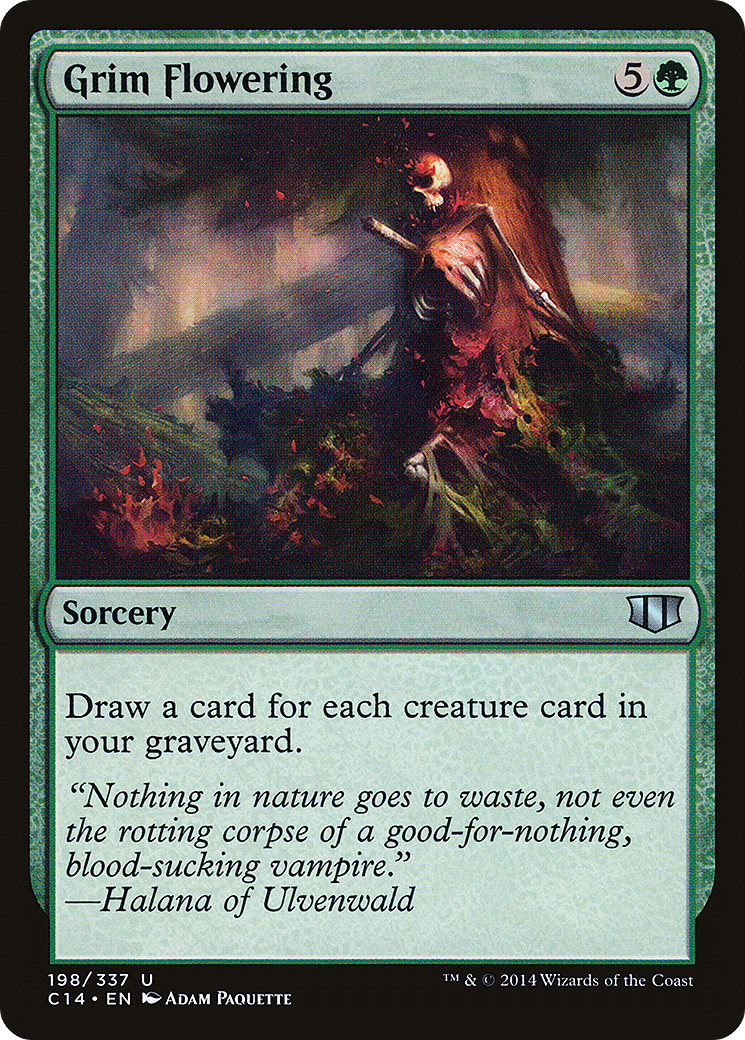 Grim Flowering 5
Sorcery
Draw a card for each creature card in
your graveyard.
“Nothing in nature goes to waste, not even
the rotting corpse of a good-for-nothing,
blood-sucking vampire.”
—Halana of Ulvenwald
198/337 U
™ & © 2014 Wizards of the Coast
C14 • EN Adam Paquette